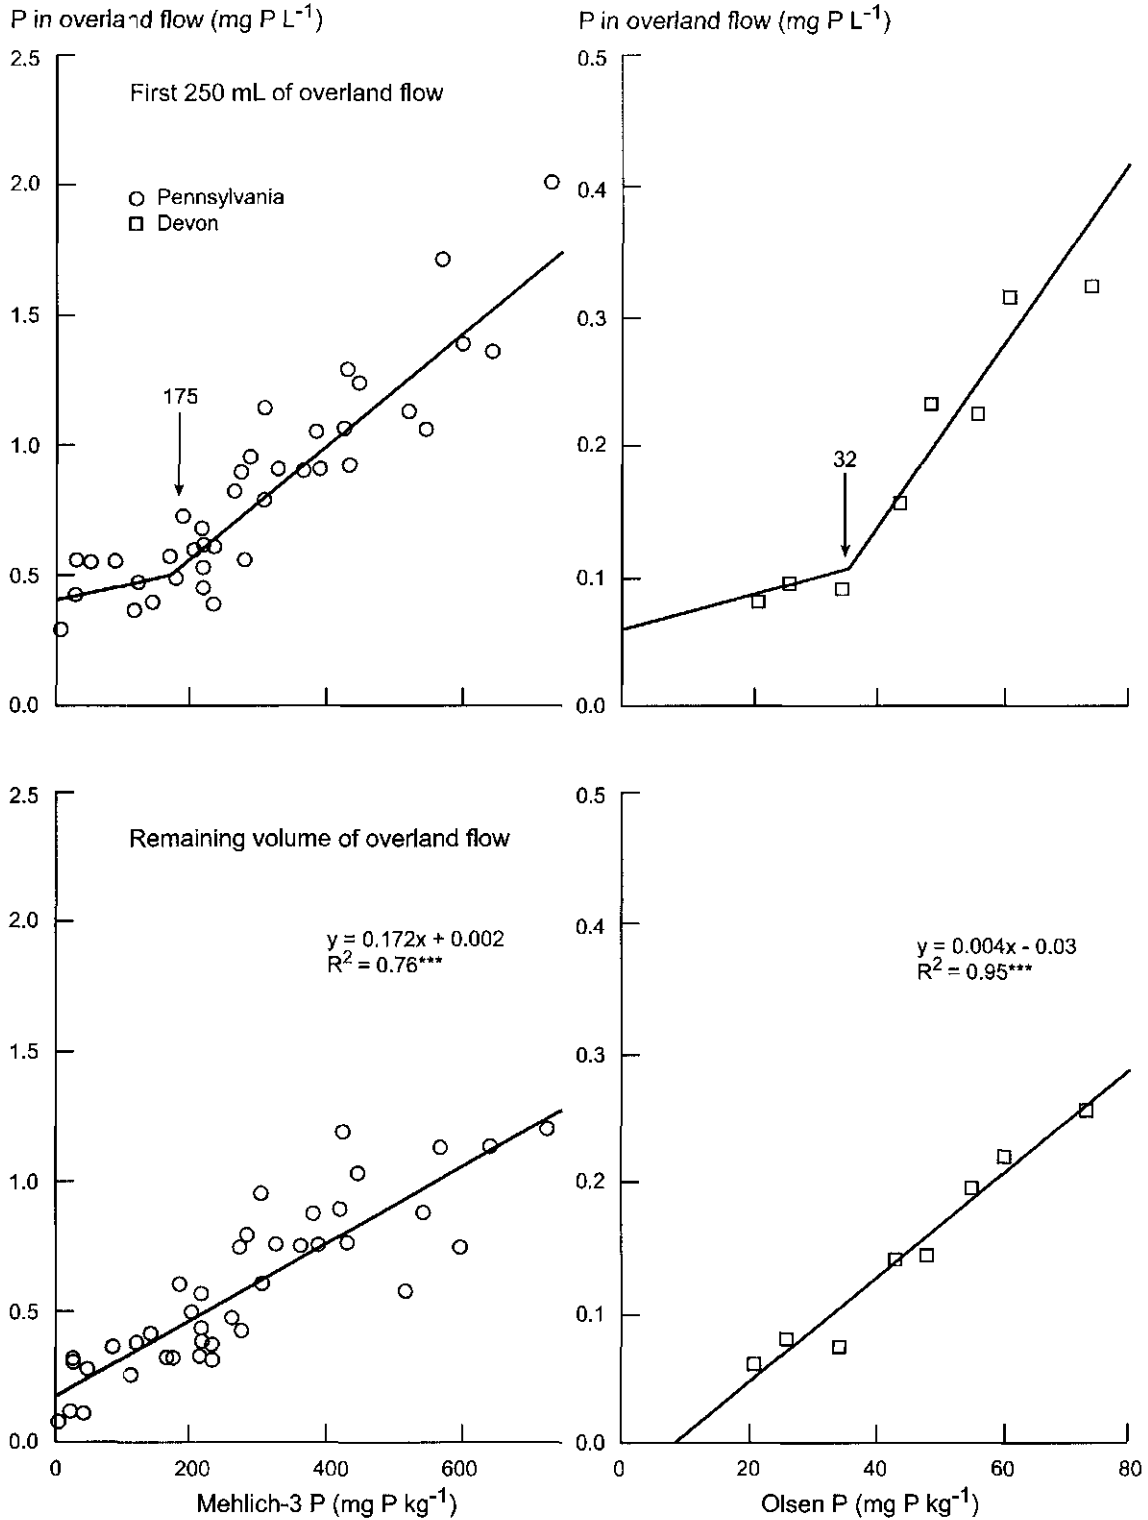 P in overland flow (mg P L-1)
2.5
First 250 mL of overland flow
2.0
Pennsylvania
Devon
1.5
175
1.0
0.5
0.0
P in overland flow (mg P L-1)
0.5
0.4
0.3
0.2
32
0.1
0.0
2.5
Remaining volume of overland flow
2.0
y = 0.172x + 0.002
R2 = 0.76***
1.5
1.0
0.5
0.0
0 200 400 600
Mehlich-3 P (mg P kg-1)
0.5
0.4
y = 0.004x - 0.03
R2 = 0.95***
0.3
0.2
0.1
0.0
0 20 40 60 80
Olsen P (mg P kg-1)